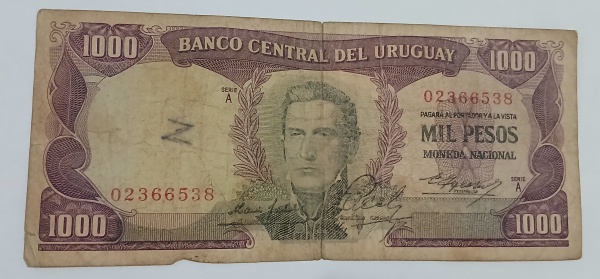 1000 BANCO CENTRAL DEL URUGUAY 1000
SERIE
A
02366538
PAGARÁ AL PORTADOR Y A LA VISTA
MIL PESOS
MONEDA NACIONAL
N
02366538
SERIE
A
1000
1000